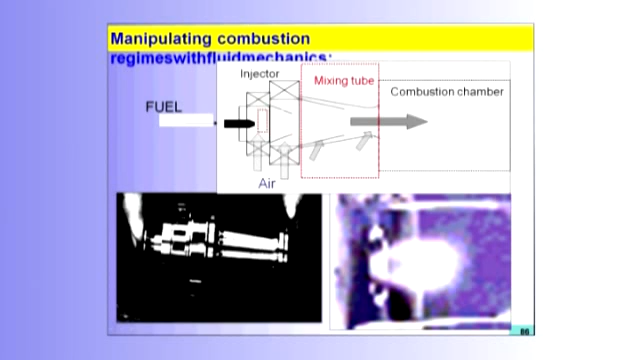 Manipulating combustion
regimeswithfluidmechanics:
Injector
Mixing tube
Combustion chamber
FUEL
Air
86